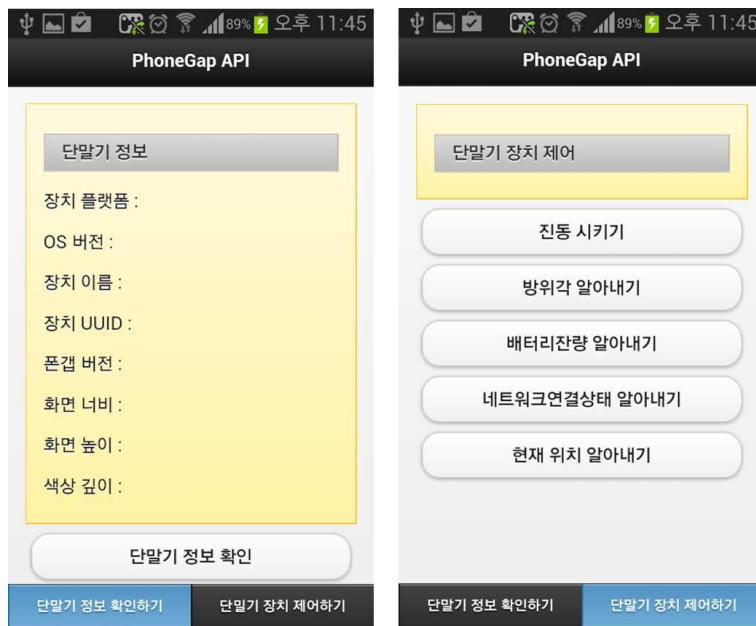 89% 오후 11:45
PhoneGap API
단말기 정보
장치 플랫폼 :
OS 버전 :
장치 이름 :
장치 UUID :
폰갭 버전 :
화면 너비 :
화면 높이 :
색상 깊이 :
단말기 정보 확인
단말기 정보 확인하기
단밀기 장치 제어하기
89% 오후 11:45
PhoneGap API
단말기 장치 제어
진동 시키기
방위각 알아내기
배터리잔량 알아내기
네트워크연결상태 알아내기
현재 위치 알아내기
단말기 정보 확인하기
단말기 장치 제어하기